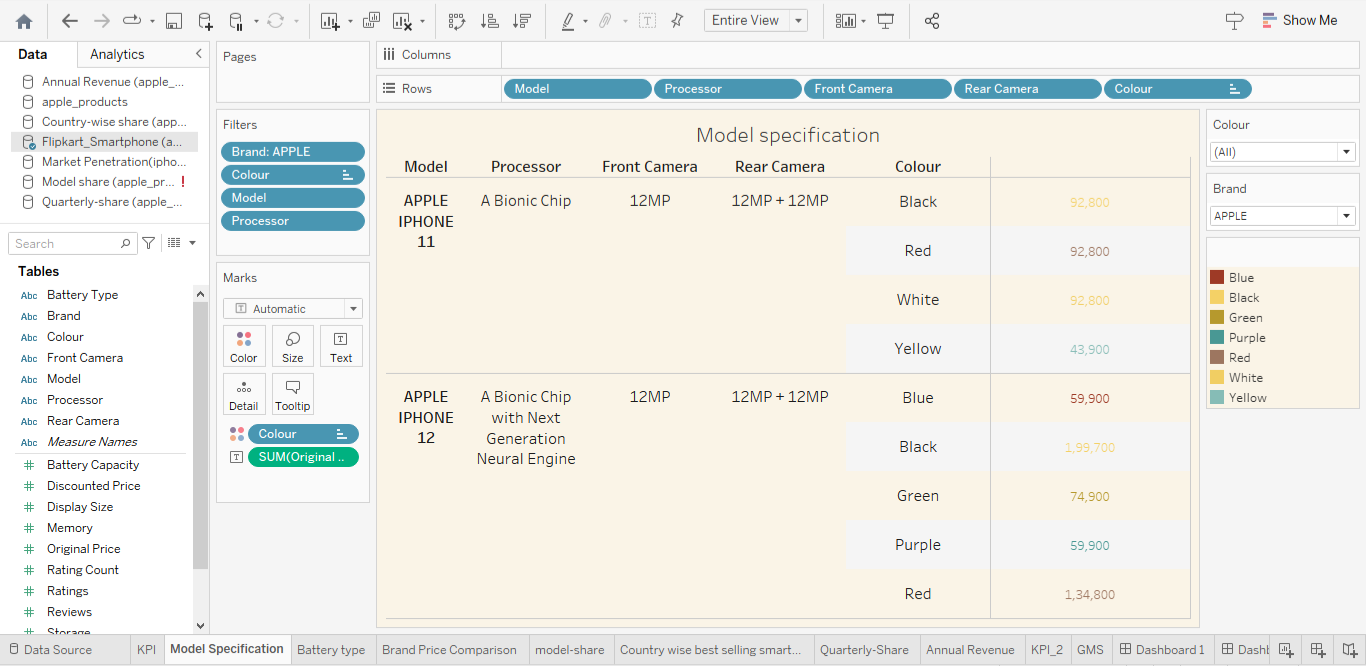 Entire View
Show Me
Data
Analytics
Annual Revenue (apple_...
apple_products
Country-wise share (app...
Flipkart_Smartphone (a...
Market Penetration(ipho...
Model share (apple_pr... !
Quarterly-share (apple_...
Search
Tables
Abc Battery Type
Abc Brand
Abc Colour
Abc Front Camera
Abc Model
Abc Processor
Abc Rear Camera
Abc Measure Names
# Battery Capacity
# Discounted Price
# Display Size
# Memory
# Original Price
# Rating Count
# Ratings
# Reviews
# Storage
Pages
Filters
Brand: APPLE
Colour
Model
Processor
Marks
T Automatic
Color Size Text
Detail Tooltip
Colour
T SUM(Original ..
Columns
Rows Model Processor Front Camera Rear Camera Colour
Model specification
Model Processor Front Camera Rear Camera Colour
APPLE A Bionic Chip 12MP 12MP + 12MP Black 92,800
IPHONE
11
Red 92,800
White 92,800
Yellow 43,900
APPLE A Bionic Chip 12MP 12MP + 12MP Blue 59,900
IPHONE with Next
12 Generation
Neural Engine
Black 1,99,700
Green 74,900
Purple 59,900
Red 1,34,800
Colour
(All)
Brand
APPLE
Blue
Black
Green
Purple
Red
White
Yellow
Data Source KPI Model Specification Battery type Brand Price Comparison model-share Country wise best selling smart... Quarterly-Share Annual Revenue KPI_2 GMS Dashboard 1 Dashb